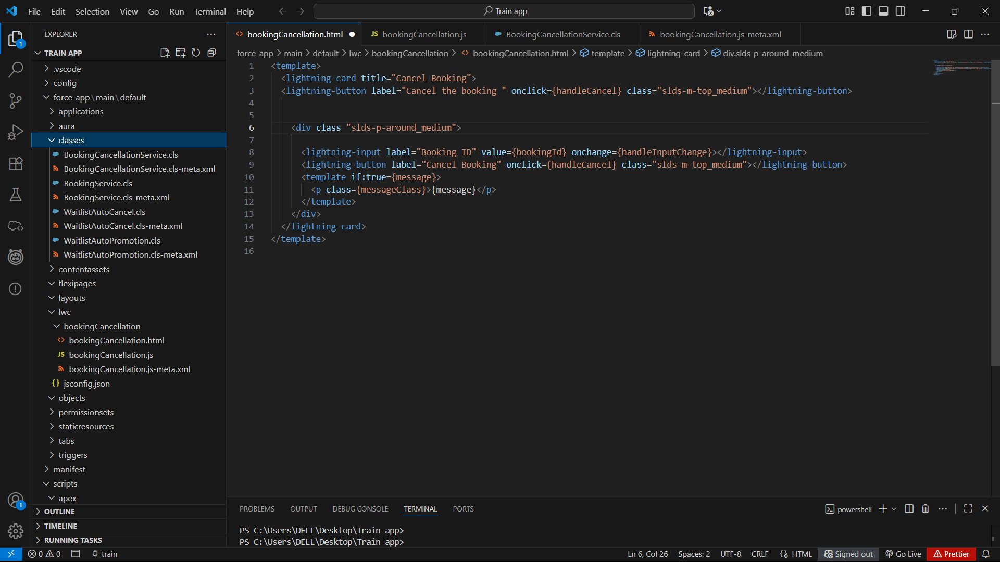 File Edit Selection View Go Run Terminal Help
Train app
EXPLORER
TRAIN APP
.vscode
config
force-app\main\default
applications
aura
classes
BookingCancellationService.cls
BookingCancellationService.cls-meta.xml
BookingService.cls
BookingService.cls-meta.xml
WaitlistAutoCancel.cls
WaitlistAutoCancel.cls-meta.xml
WaitlistAutoPromotion.cls
WaitlistAutoPromotion.cls-meta.xml
contentassets
flexipages
layouts
lwc
bookingCancellation
bookingCancellation.html
JS bookingCancellation.js
bookingCancellation.js-meta.xml
{} jsconfig.json
objects
permissionsets
staticresources
tabs
triggers
manifest
scripts
apex
OUTLINE
TIMELINE
RUNNING TASKS
1
1
<> bookingCancellation.html JS bookingCancellation.js BookingCancellationService.cls bookingCancellation.js-meta.xml
force-app > main > default > lwc > bookingCancellation > <> bookingCancellation.html > template > lightning-card > div.slds-p-around_medium
1 <template>
2 <lightning-card title="Cancel Booking">
3 <lightning-button label="Cancel the booking " onclick={handleCancel} class="slds-m-top_medium"></lightning-button>
4
5
6 <div class="slds-p-around_medium">
7
8 <lightning-input label="Booking ID" value={bookingId} onchange={handleInputChange}></lightning-input>
9 <lightning-button label="Cancel Booking" onclick={handleCancel} class="slds-m-top_medium"></lightning-button>
10 <template if:true={message}>
11 <p class={messageClass}>{message}</p>
12 </template>
13 </div>
14 </lightning-card>
15 </template>
16
PROBLEMS OUTPUT DEBUG CONSOLE TERMINAL PORTS
powershell
PS C:\Users\DELL\Desktop\Train app>
PS C:\Users\DELL\Desktop\Train app>
0 0 train
Ln 6, Col 26 Spaces: 2 UTF-8 CRLF {} HTML Signed out Go Live Prettier